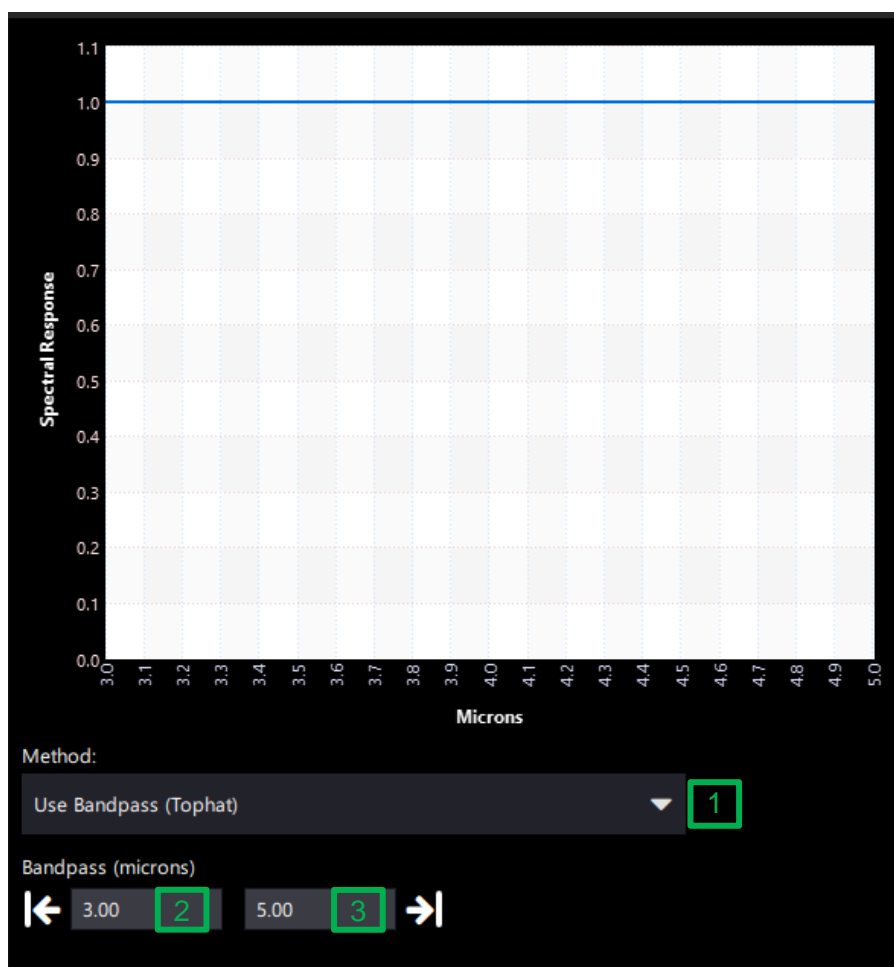 1.1
1.0
0.9
0.8
0.7
0.6
0.5
0.4
0.3
0.2
0.1
0.0
Spectral Response
3.0 3.1 3.2 3.3 3.4 3.5 3.6 3.7 3.8 3.9 4.0 4.1 4.2 4.3 4.4 4.5 4.6 4.7 4.8 4.9 5.0
Microns
Method:
Use Bandpass (Tophat) 1
Bandpass (microns)
3.00 2 5.00 3